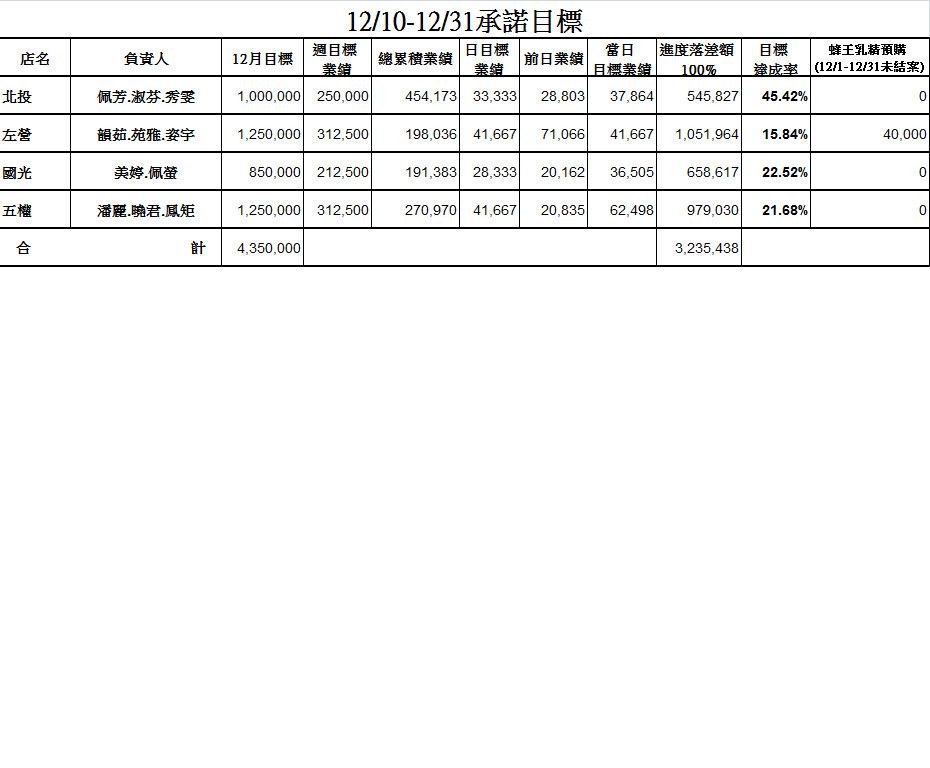 12/10-12/31承諾目標
店名 負責人 12月目標 週目標業績 總累積業績 日目標業績 前日業績 當日目標業績 進度落差額100% 目標達成率 蜂王乳精預購(12/1-12/31未結案)
北投 佩芳.淑芬.秀雯 1,000,000 250,000 454,173 33,333 28,803 37,864 545,827 45.42% 0
左營 韻茹.苑雅.姿宇 1,250,000 312,500 198,036 41,667 71,066 41,667 1,051,964 15.84% 40,000
國光 美婷.佩螢 850,000 212,500 191,383 28,333 20,162 36,505 658,617 22.52% 0
五權 潘麗.曉君.鳳矩 1,250,000 312,500 270,970 41,667 20,835 62,498 979,030 21.68% 0
合 計 4,350,000 3,235,438